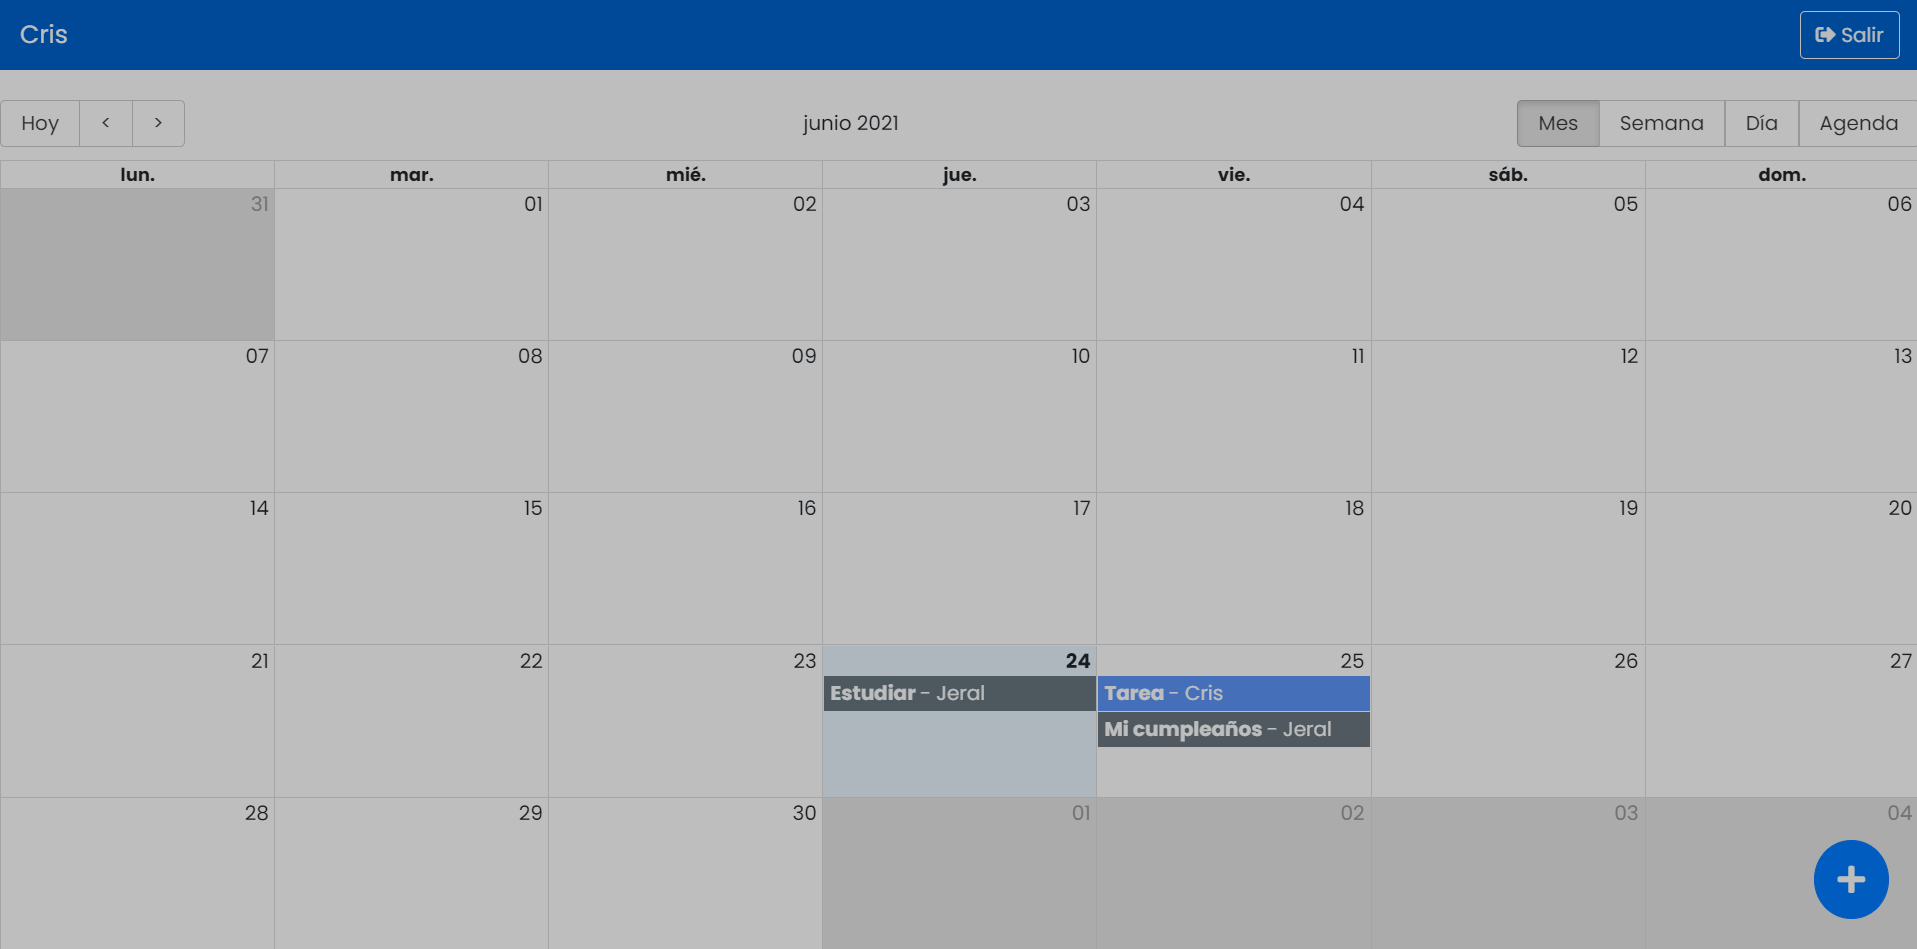 Cris Salir
Hoy < > junio 2021 Mes Semana Día Agenda
lun. mar. mié. jue. vie. sáb. dom.
31 01 02 03 04 05 06
07 08 09 10 11 12 13
14 15 16 17 18 19 20
21 22 23 24 25 26 27
Estudiar - Jeral Tarea - Cris
Mi cumpleaños - Jeral
28 29 30 01 02 03 04